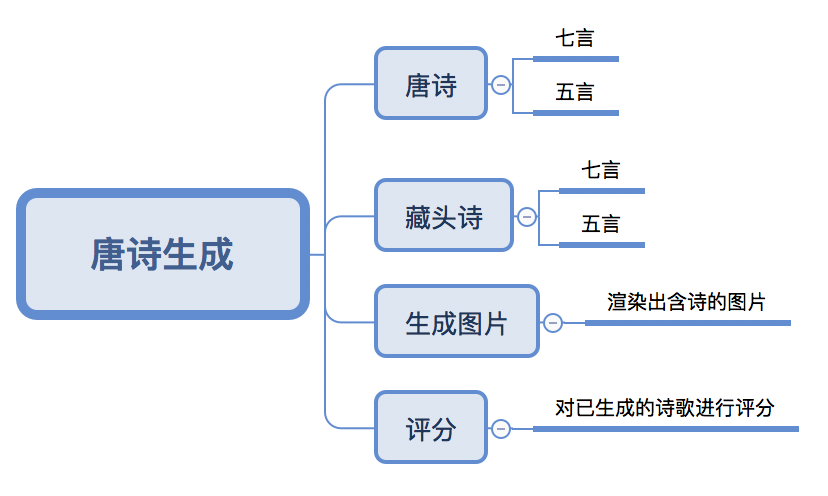 唐诗生成
唐诗
七言
五言
藏头诗
七言
五言
生成图片
渲染出含诗的图片
评分
对已生成的诗歌进行评分